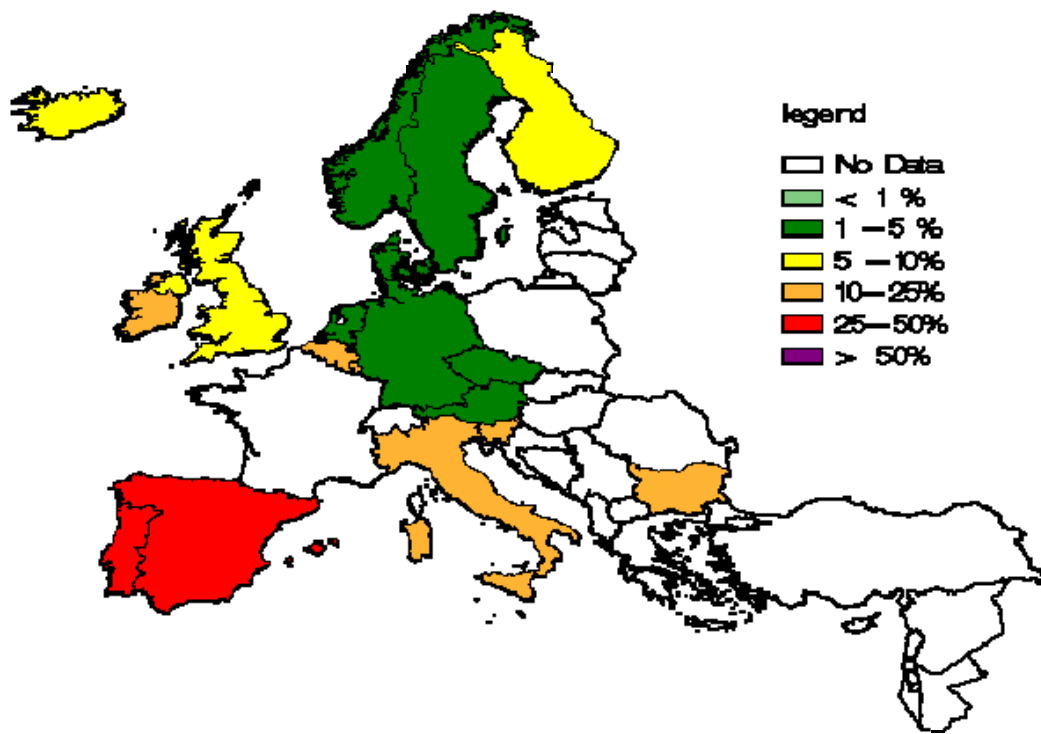 legend
No Data
< 1 %
1 –5 %
5 –10%
10–25%
25–50%
> 50%